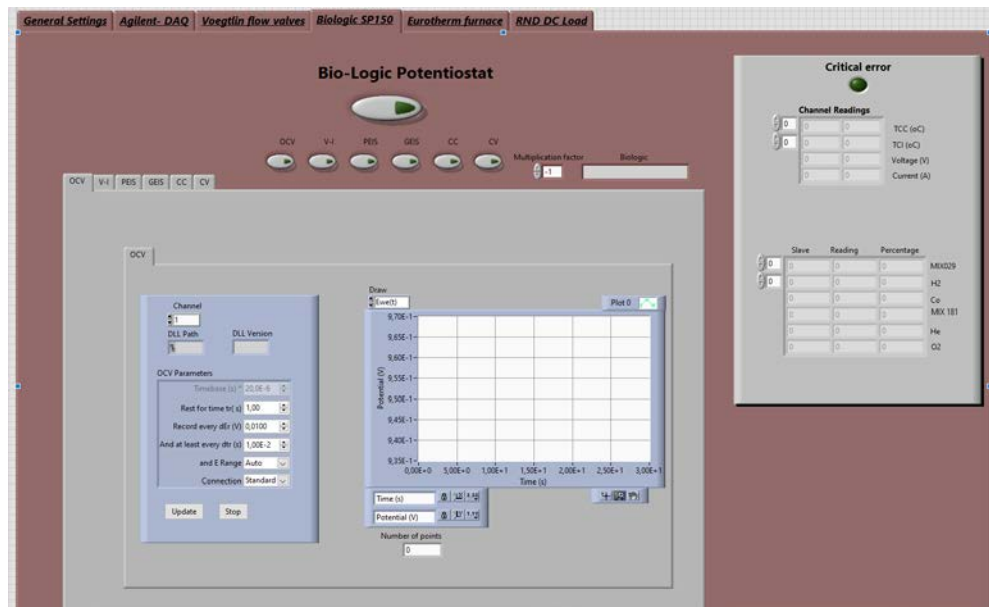 General Settings Agilent- DAQ Voegtlin flow valves Biologic SP150 Eurotherm furnace RND DC Load
Bio-Logic Potentiostat
OCV V-I PEIS GEIS CC CV
Multiplication factor Biologic
-1
OCV V-I PEIS GEIS CC CV
OCV
Channel
1
DLL Path DLL Version
OCV Parameters
Timebase (s) * 20,0E-6
Rest for time tr( s) 1,00
Record every dEr (V) 0,0100
And at least every dtr (s) 1,00E-2
and E Range Auto
Connection Standard
Update Stop
Draw
Ewe(t)
Plot 0
Potential (V)
9,70E-1
9,65E-1
9,60E-1
9,55E-1
9,50E-1
9,45E-1
9,40E-1
9,35E-1
0,00E+0 5,00E+0 1,00E+1 1,50E+1 2,00E+1 2,50E+1 3,00E+1
Time (s)
Time (s)
Potential (V)
Number of points
0
Critical error
Channel Readings
0 0 0 TCC (oC)
0 0 0 TCI (oC)
0 0 Voltage (V)
0 0 Current (A)
Slave Reading Percentage
0 0 0 0 MIX029
0 0 0 0 H2
0 0 0 Co
0 0 0 MIX 181
0 0 0 He
0 0 0 O2